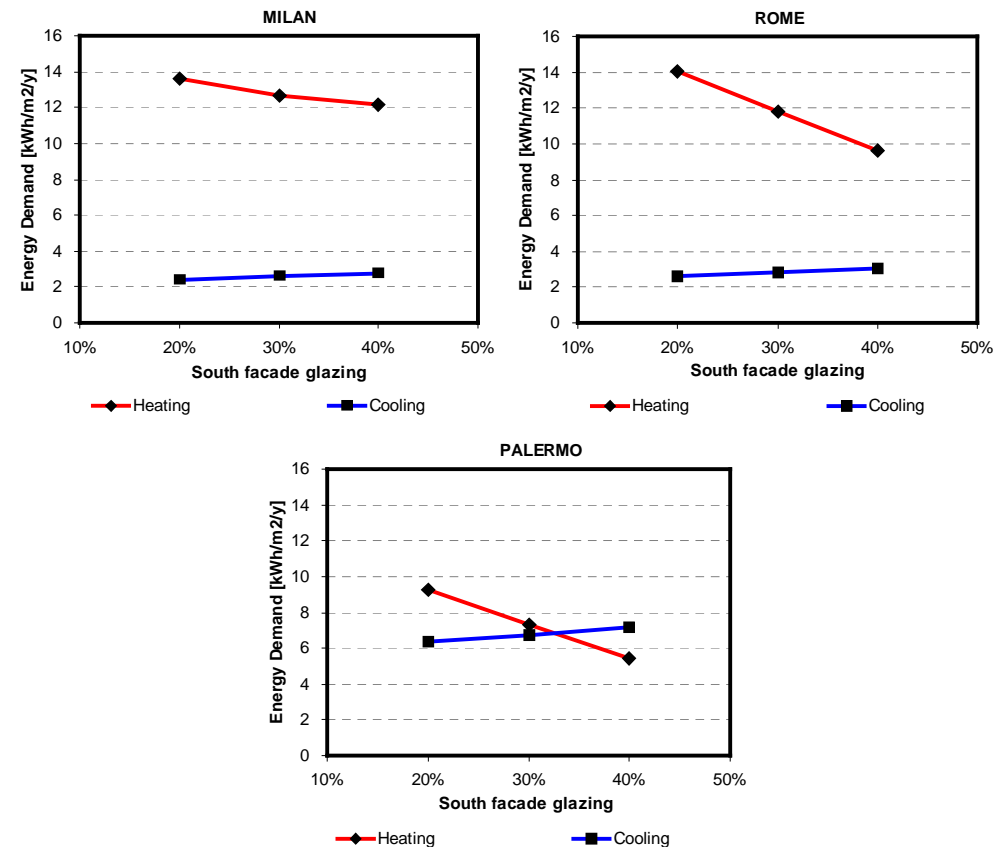 MILAN
Energy Demand [kWh/m2/y]
16
14
12
10
8
6
4
2
0
10% 20% 30% 40% 50%
South facade glazing
Heating Cooling
ROME
Energy Demand [kWh/m2/y]
16
14
12
10
8
6
4
2
0
10% 20% 30% 40% 50%
South facade glazing
Heating Cooling
PALERMO
Energy Demand [kWh/m2/y]
16
14
12
10
8
6
4
2
0
10% 20% 30% 40% 50%
South facade glazing
Heating Cooling